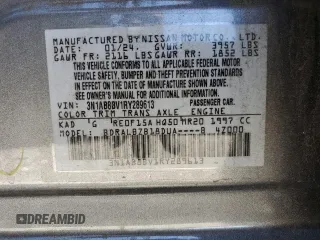 MANUFACTURED BY NISSAN MOTOR CO., LTD.
DATE: 01/24. GVWR: 3957 LBS
GAWR FR: 2116 LBS GAWR RR: 1852 LBS
THIS VEHICLE CONFORMS TO ALL APPLICABLE FEDERAL MOTOR
VEHICLE SAFETY, BUMPER AND THEFT PREVENTION STANDARDS
IN EFFECT ON THE DATE OF MANUFACTURE SHOWN ABOVE.
SEE OWNER'S MANUAL FOR ADDITIONAL
INFORMATION.
VIN: 3N1AB8BV1RY289613 PASSENGER CAR.
COLOR TRIM TRANS AXLE ENGINE
KAD G RE0F15A HQ50 MR20 1997 CC
MODEL: BDRALBZB18DUA----B 4Z000